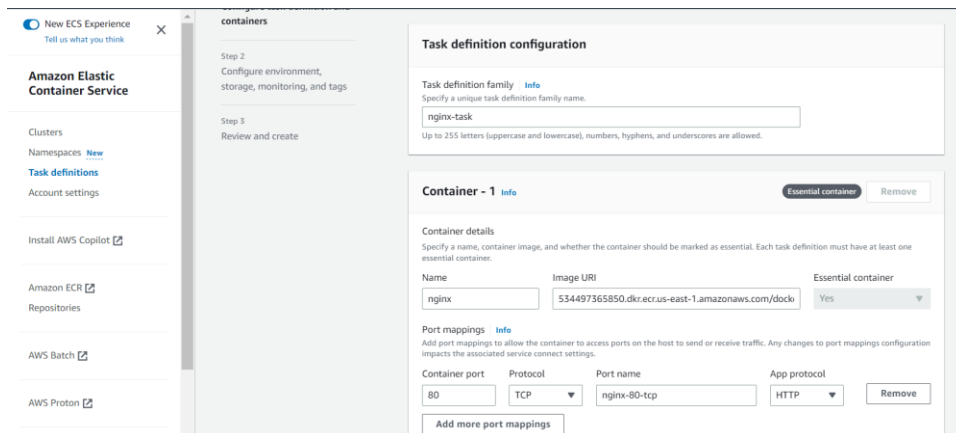 New ECS Experience
Tell us what you think
Amazon Elastic
Container Service
Clusters
Namespaces New
Task definitions
Account settings
Install AWS Copilot
Amazon ECR
Repositories
AWS Batch
AWS Proton
containers
Step 2
Configure environment,
storage, monitoring, and tags
Step 3
Review and create
Task definition configuration
Task definition family Info
Specify a unique task definition family name.
nginx-task
Up to 255 letters (uppercase and lowercase), numbers, hyphens, and underscores are allowed.
Container - 1 Info
Essential container Remove
Container details
Specify a name, container image, and whether the container should be marked as essential. Each task definition must have at least one
essential container.
Name Image URI Essential container
nginx 534497365850.dkr.ecr.us-east-1.amazonaws.com/dock Yes
Port mappings Info
Add port mappings to allow the container to access ports on the host to send or receive traffic. Any changes to port mappings configuration
impacts the associated service connect settings.
Container port Protocol Port name App protocol
80 TCP nginx-80-tcp HTTP Remove
Add more port mappings